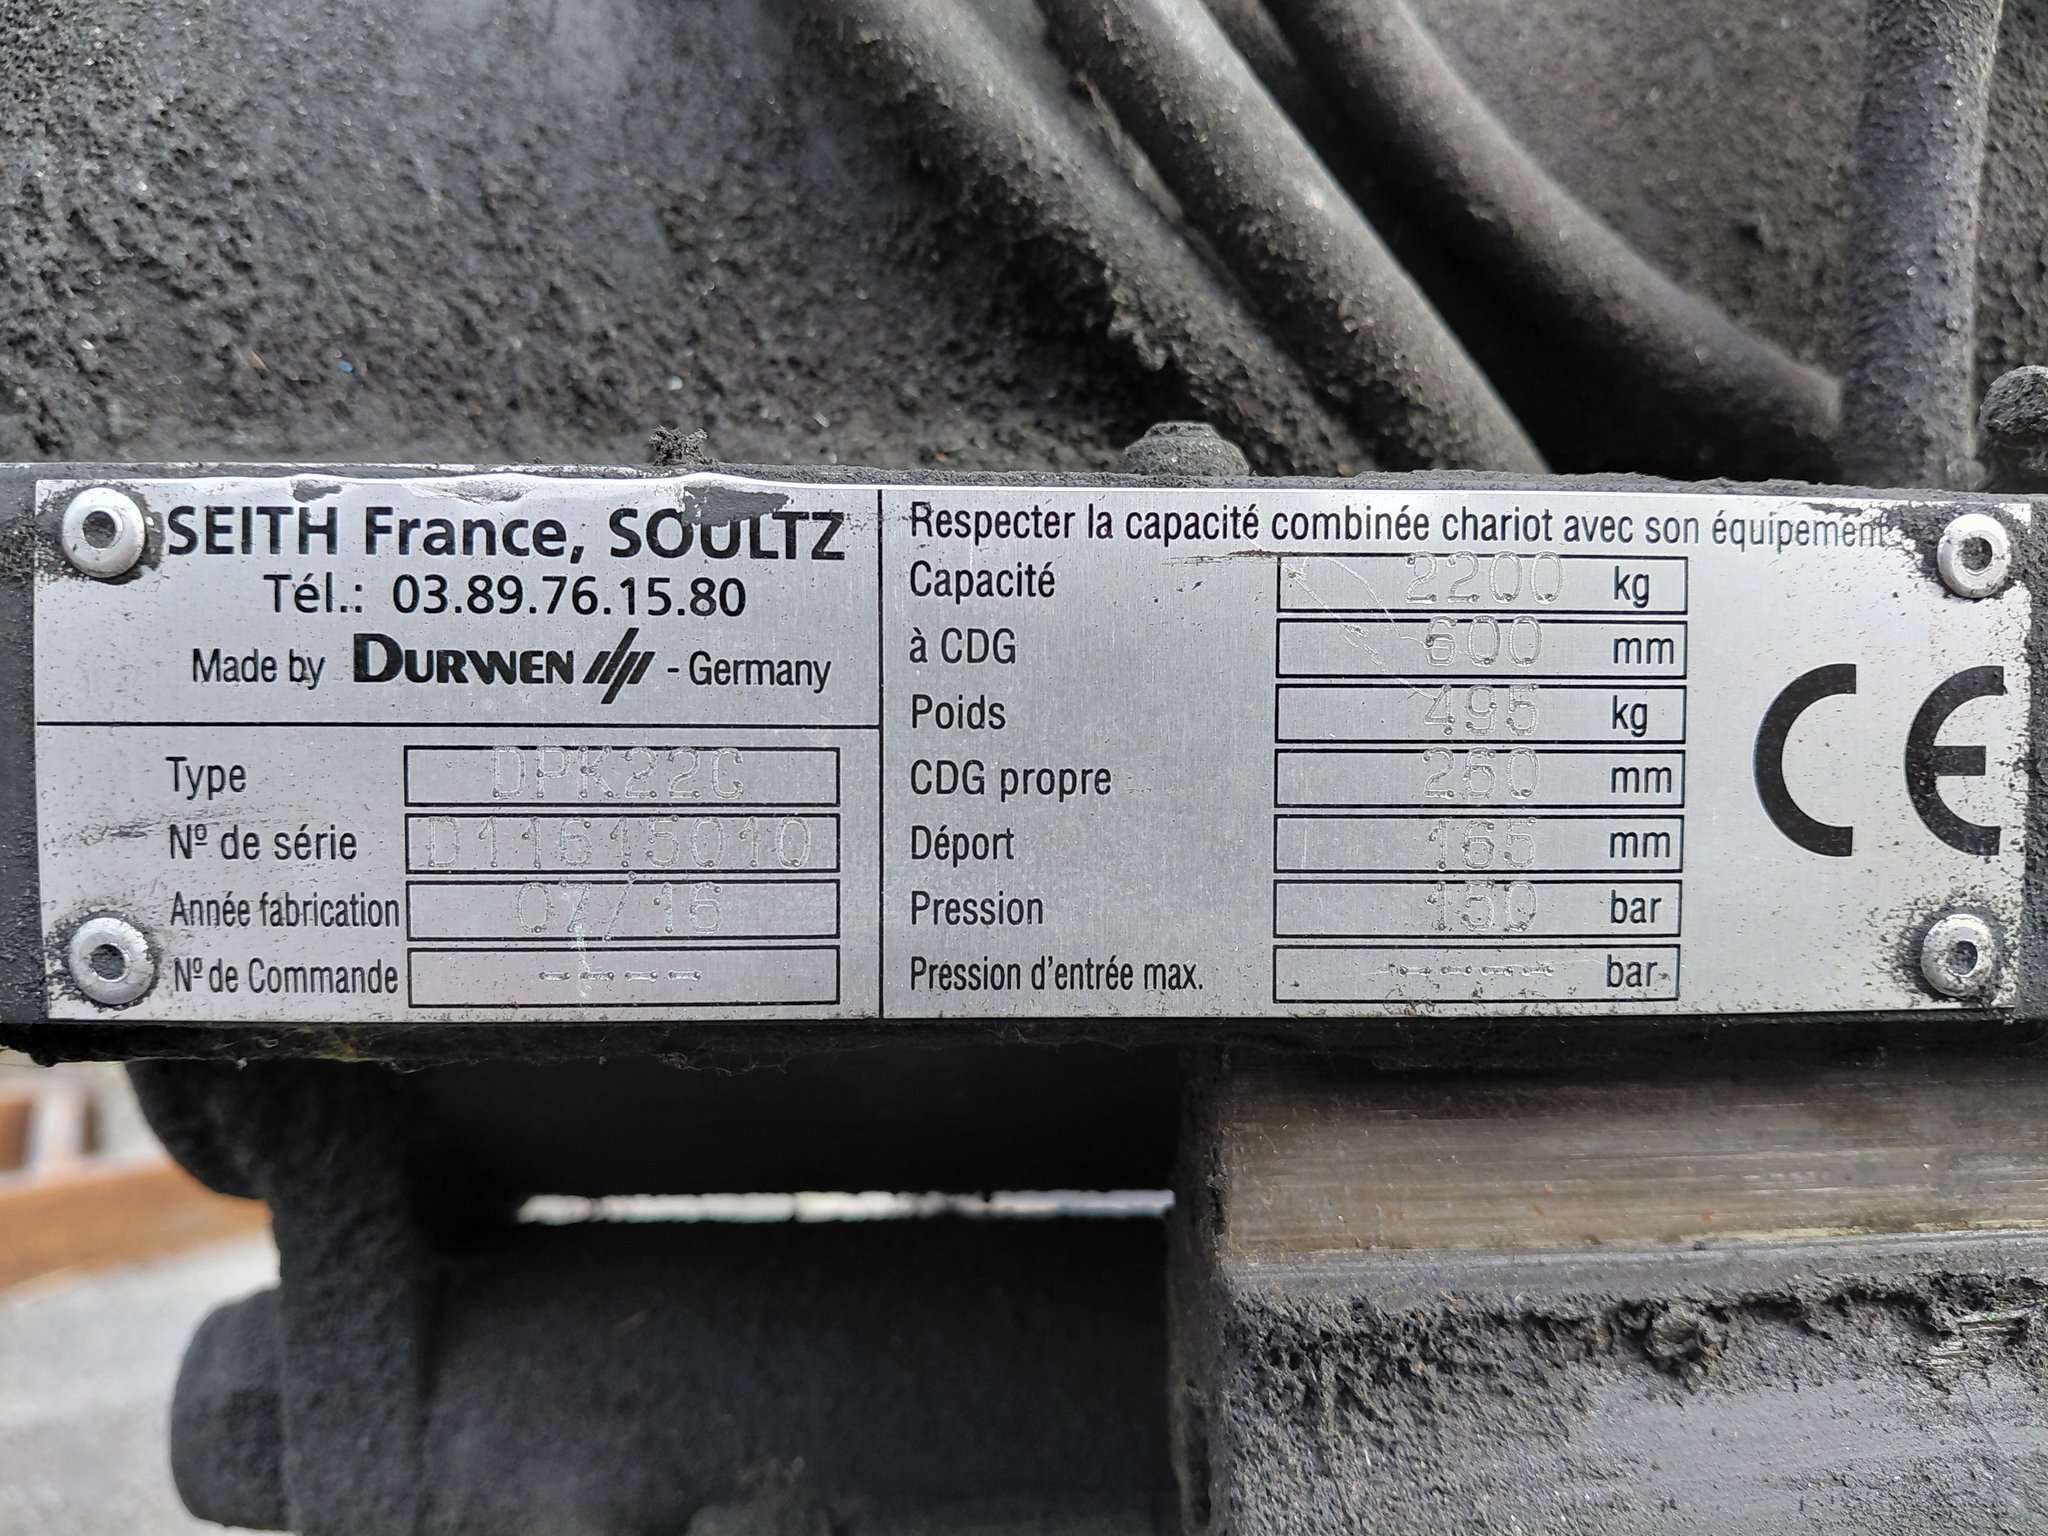 SEITH France, SOULTZ
Tél.: 03.89.76.15.80
Made by DURWEN - Germany
Type DPK22C
Nº de série D11615010
Année fabrication 07/16
Nº de Commande ----
Respecter la capacité combinée chariot avec son équipement
Capacité 2200 kg
à CDG 600 mm
Poids 495 kg
CDG propre 260 mm
Déport 165 mm
Pression 150 bar
Pression d'entrée max. ---- bar
CE